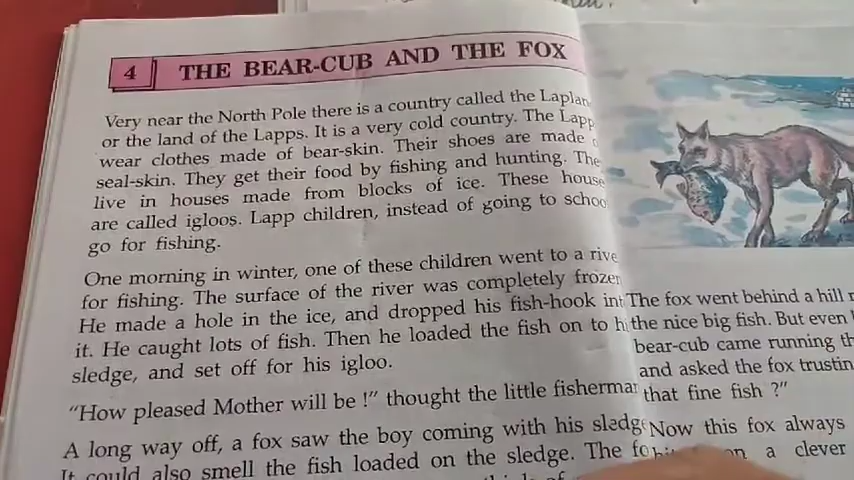 4 THE BEAR-CUB AND THE FOX
Very near the North Pole there is a country called the Laplan
or the land of the Lapps. It is a very cold country. The Lapp
wear clothes made of bear-skin. Their shoes are made
seal-skin. They get their food by fishing and hunting. The
live in houses made from blocks of ice. These house
are called igloos. Lapp children, instead of going to schoo
go for fishing.
One morning in winter, one of these children went to a rive
for fishing. The surface of the river was completely frozen
He made a hole in the ice, and dropped his fish-hook int
it. He caught lots of fish. Then he loaded the fish on to h
sledge, and set off for his igloo.
"How pleased Mother will be !" thought the little fisherman
A long way off, a fox saw the boy coming with his sledge
It could also smell the fish loaded on the sledge. The fo
The fox went behind a hill
the nice big fish. But even
bear-cub came running th
and asked the fox trustin
that fine fish ?"
Now this fox always
on a clever